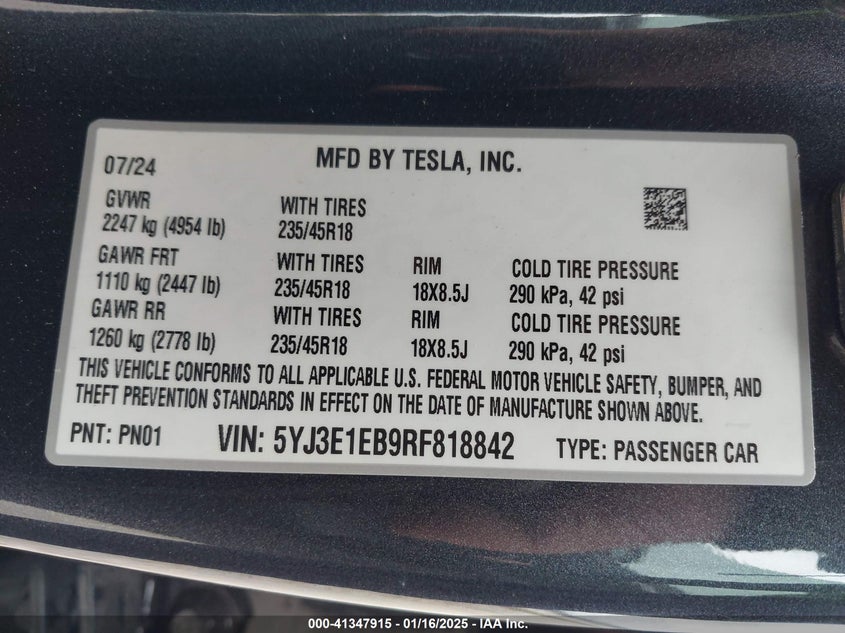 07/24 MFD BY TESLA, INC.
GVWR WITH TIRES
2247 kg (4954 lb) 235/45R18
GAWR FRT WITH TIRES RIM COLD TIRE PRESSURE
1110 kg (2447 lb) 235/45R18 18X8.5J 290 kPa, 42 psi
GAWR RR WITH TIRES RIM COLD TIRE PRESSURE
1260 kg (2778 lb) 235/45R18 18X8.5J 290 kPa, 42 psi
THIS VEHICLE CONFORMS TO ALL APPLICABLE U.S. FEDERAL MOTOR VEHICLE SAFETY, BUMPER, AND
THEFT PREVENTION STANDARDS IN EFFECT ON THE DATE OF MANUFACTURE SHOWN ABOVE.
PNT: PN01 VIN: 5YJ3E1EB9RF818842 TYPE: PASSENGER CAR
000-41347915 - 01/16/2025 - IAA Inc.